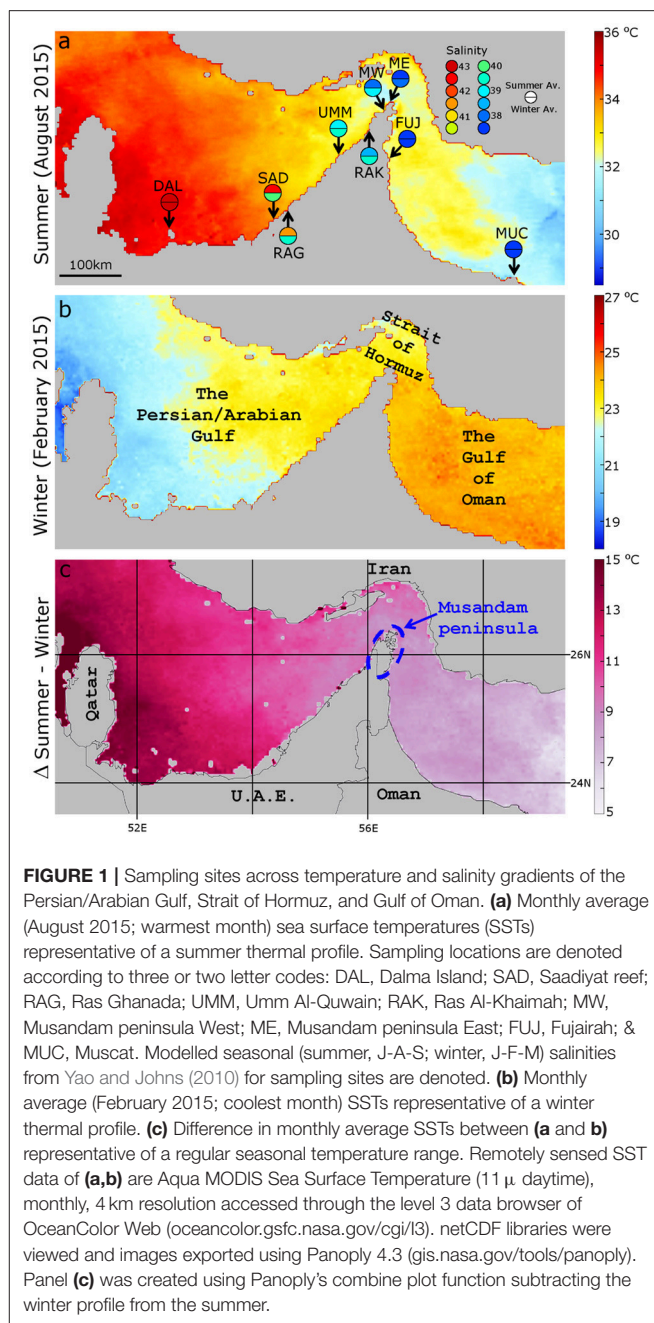 a
36 ºC
34
32
30
Summer (August 2015)
Salinity
43
42
41
40
39
38
Summer Av.
Winter Av.
MW
ME
UMM
FUJ
RAK
SAD
DAL
RAG
MUC
100km
b
27 ºC
25
23
21
19
Winter (February 2015)
Strait
of
Hormuz
The
Persian/Arabian
Gulf
The
Gulf
of
Oman
c
15 ºC
13
11
9
7
5
Δ Summer - Winter
Iran
Musandam
peninsula
Qatar
26N
24N
U.A.E.
Oman
52E
56E
FIGURE 1 | Sampling sites across temperature and salinity gradients of the
Persian/Arabian Gulf, Strait of Hormuz, and Gulf of Oman. (a) Monthly average
(August 2015; warmest month) sea surface temperatures (SSTs)
representative of a summer thermal profile. Sampling locations are denoted
according to three or two letter codes: DAL, Dalma Island; SAD, Saadiyat reef;
RAG, Ras Ghanada; UMM, Umm Al-Quwain; RAK, Ras Al-Khaimah; MW,
Musandam peninsula West; ME, Musandam peninsula East; FUJ, Fujairah; &
MUC, Muscat. Modelled seasonal (summer, J-A-S; winter, J-F-M) salinities
from Yao and Johns (2010) for sampling sites are denoted. (b) Monthly
average (February 2015; coolest month) SSTs representative of a winter
thermal profile. (c) Difference in monthly average SSTs between (a and b)
representative of a regular seasonal temperature range. Remotely sensed SST
data of (a,b) are Aqua MODIS Sea Surface Temperature (11 µ daytime),
monthly, 4 km resolution accessed through the level 3 data browser of
OceanColor Web (oceancolor.gsfc.nasa.gov/cgi/l3). netCDF libraries were
viewed and images exported using Panoply 4.3 (gis.nasa.gov/tools/panoply).
Panel (c) was created using Panoply's combine plot function subtracting the
winter profile from the summer.